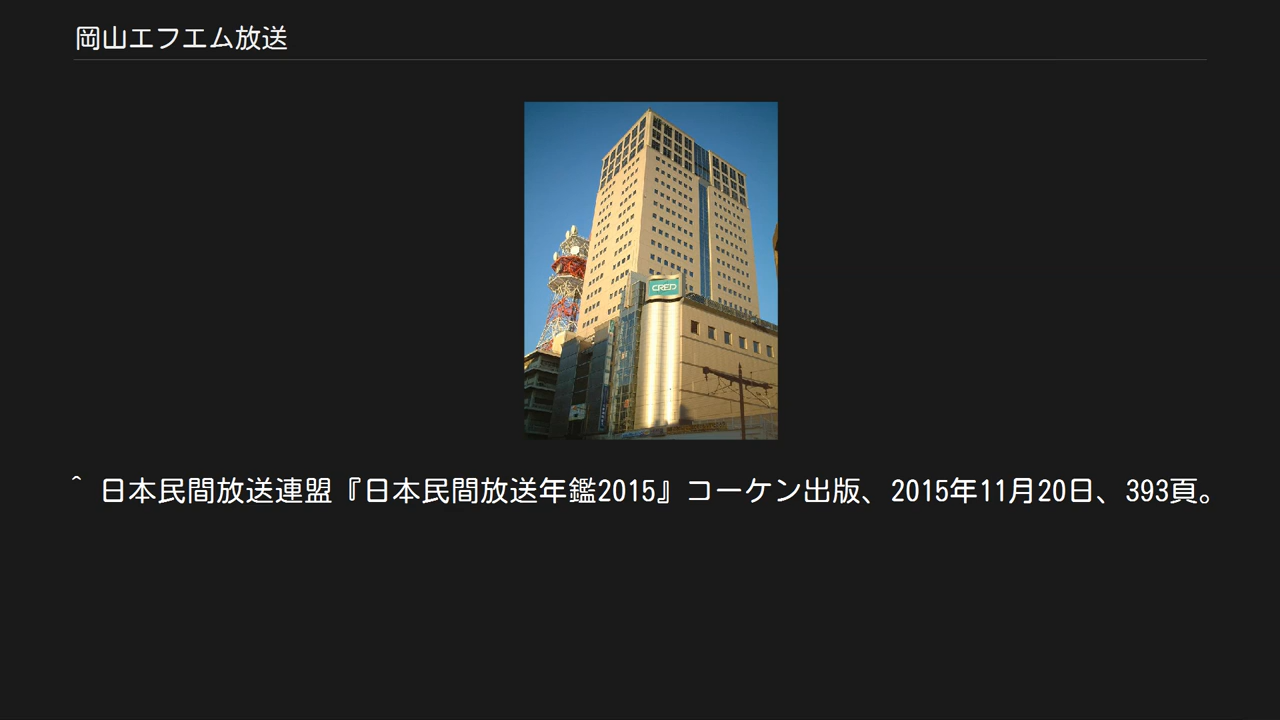 岡山エフエム放送
CRED
^ 日本民間放送連盟『日本民間放送年鑑2015』コーケン出版、2015年11月20日、393頁。